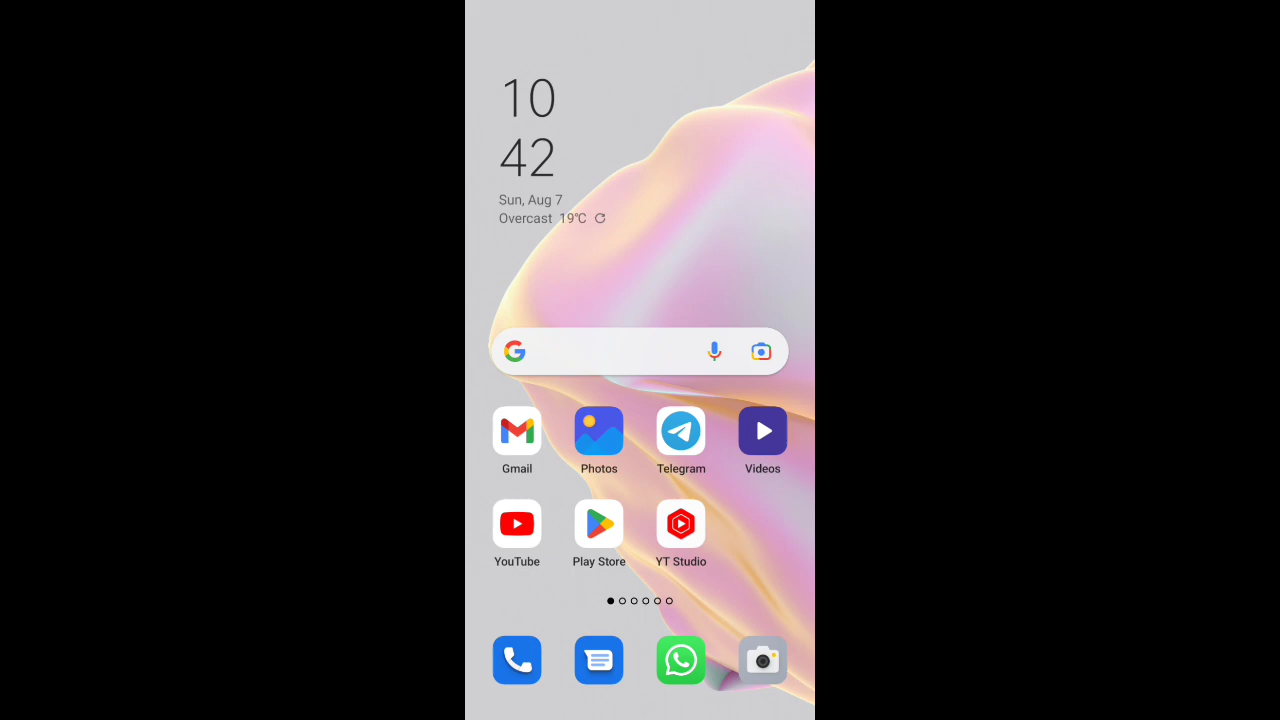 10
42
Sun, Aug 7
Overcast 19°C
Gmail
Photos
Telegram
Videos
YouTube
Play Store
YT Studio